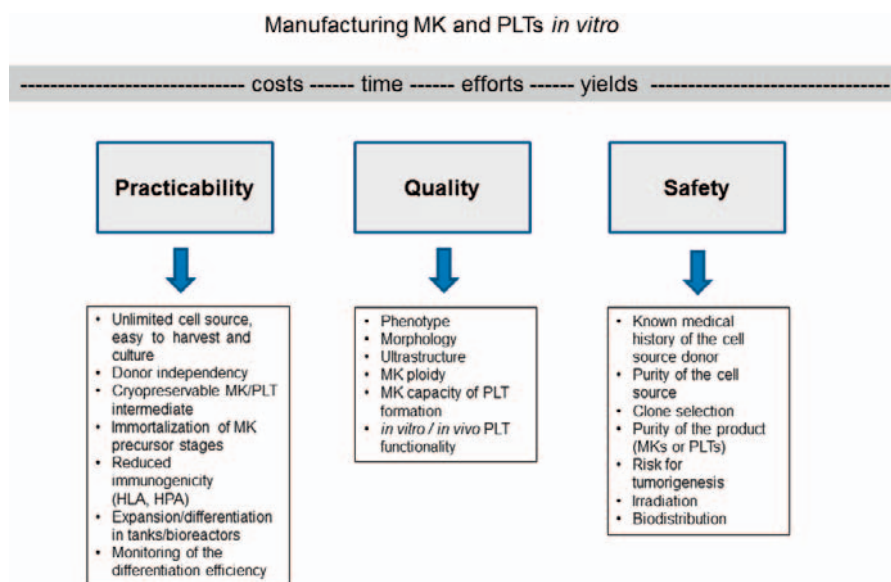 Manufacturing MK and PLTs in vitro
------------------------- costs ------ time ------ efforts ------ yields ---------------------------
Practicability
Quality
Safety
• Unlimited cell source,
easy to harvest and
culture
• Donor independency
• Cryopreservable MK/PLT
intermediate
• Immortalization of MK
precursor stages
• Reduced
immunogenicity
(HLA, HPA)
• Expansion/differentiation
in tanks/bioreactors
• Monitoring of the
differentiation efficiency
• Phenotype
• Morphology
• Ultrastructure
• MK ploidy
• MK capacity of PLT
formation
• in vitro / in vivo PLT
functionality
• Known medical
history of the cell
source donor
• Purity of the cell
source
• Clone selection
• Purity of the product
(MKs or PLTs)
• Risk for
tumorigenesis
• Irradiation
• Biodistribution